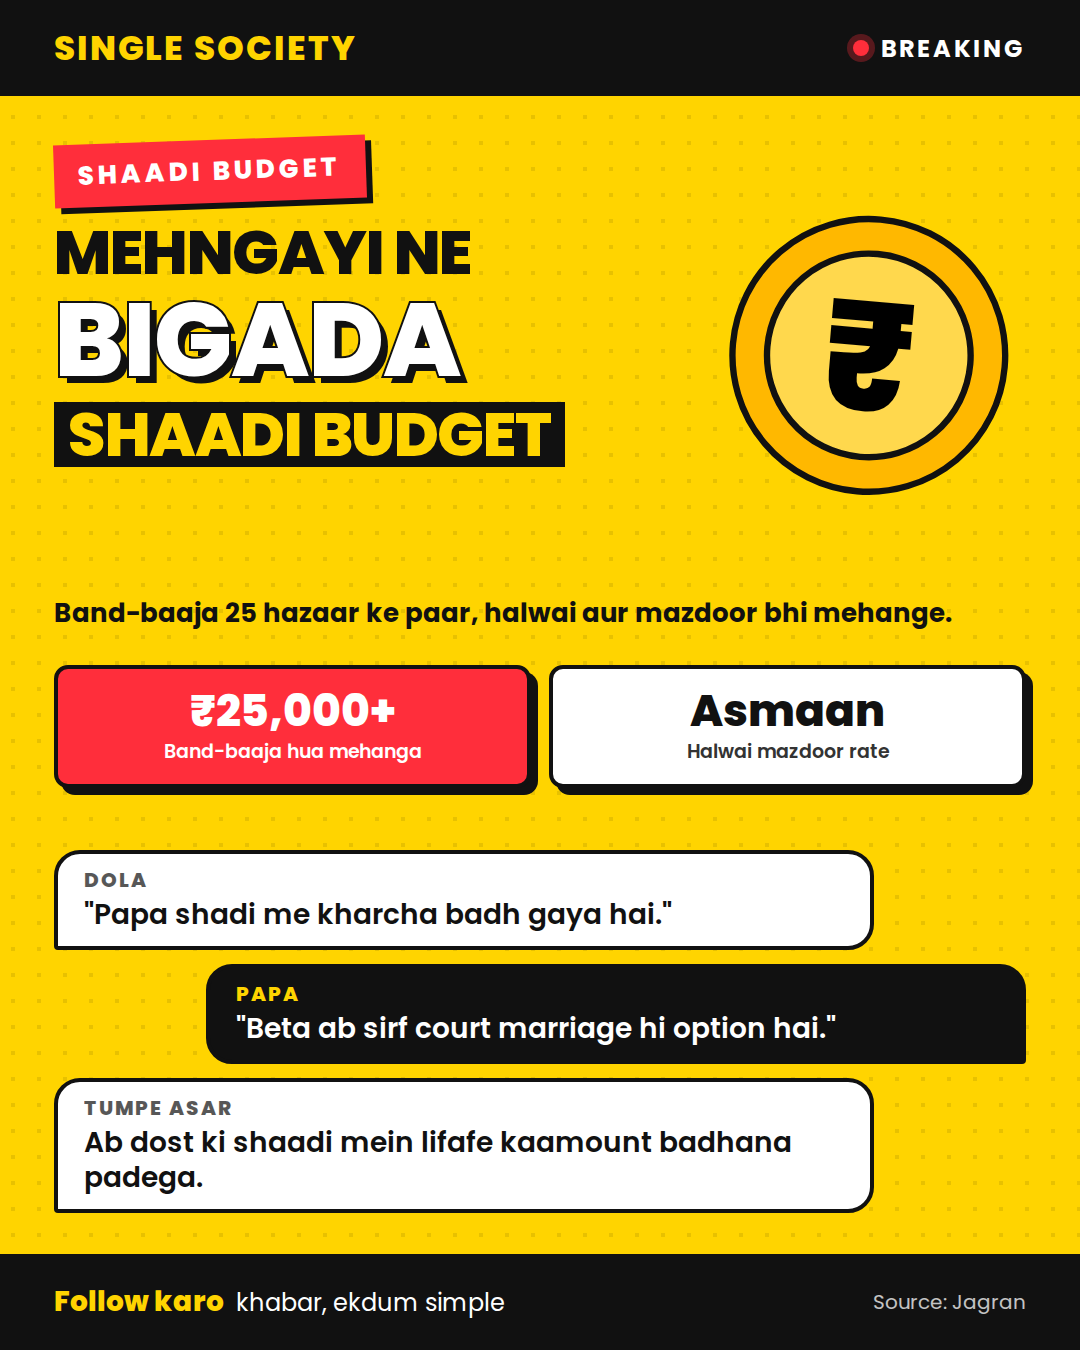 SINGLE SOCIETY
BREAKING
SHAADI BUDGET
MEHNGAYI NE
BIGADA
SHAADI BUDGET
₹
Band-baaja 25 hazaar ke paar, halwai aur mazdoor bhi mehange.
₹25,000+
Band-baaja hua mehanga
Asmaan
Halwai mazdoor rate
DOLA
"Papa shadi me kharcha badh gaya hai."
PAPA
"Beta ab sirf court marriage hi option hai."
TUMPE ASAR
Ab dost ki shaadi mein lifafe kaamount badhana
padega.
Follow karo khabar, ekdum simple
Source: Jagran